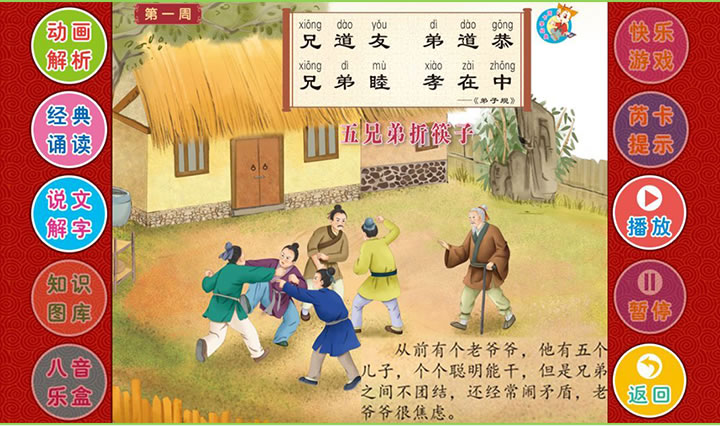 动画
解析
经典
诵读
说文
解字
知识
图库
八音
乐盒
第一周
xiōng dào yǒu dì dào gōng
兄道友 弟道恭
xiōng dì mù xiào zài zhōng
兄弟睦 孝在中
——《弟子规》
五兄弟折筷子
从前有个老爷爷，他有五个
儿子，个个聪明能干，但是兄弟
之间不团结，还经常闹矛盾，老
爷爷很焦虑。
快乐
游戏
芮卡
提示
播放
暂停
返回